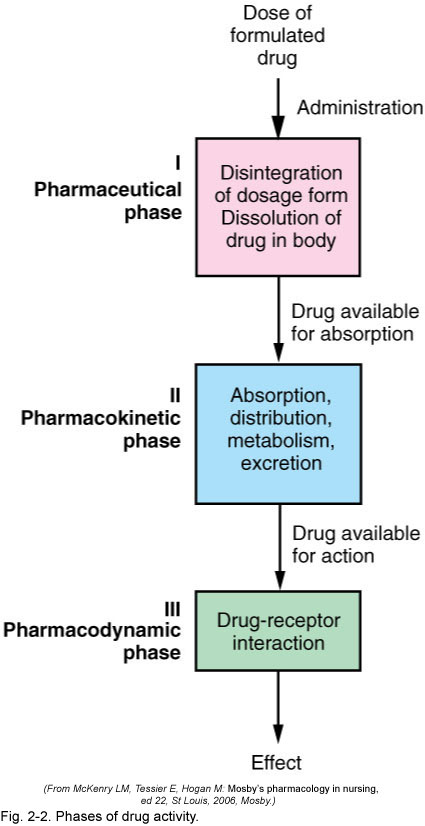 Dose of
formulated
drug
Administration
I
Pharmaceutical
phase
Disintegration
of dosage form
Dissolution of
drug in body
Drug available
for absorption
II
Pharmacokinetic
phase
Absorption,
distribution,
metabolism,
excretion
Drug available
for action
III
Pharmacodynamic
phase
Drug-receptor
interaction
Effect
(From McKenry LM, Tessier E, Hogan M: Mosby's pharmacology in nursing,
ed 22, St Louis, 2006, Mosby.)
Fig. 2-2. Phases of drug activity.